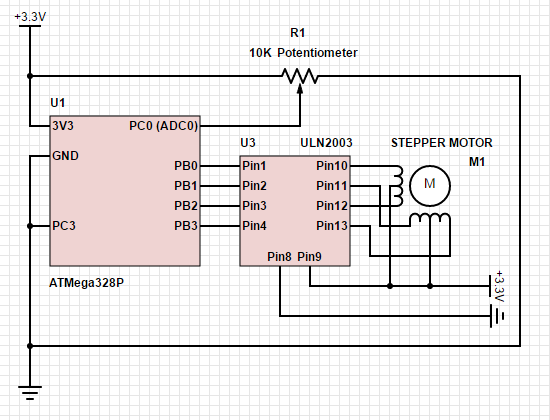 +3.3V
R1
10K Potentiometer
U1
3V3
PC0 (ADC0)
GND
U3
ULN2003
STEPPER MOTOR
M1
PB0
Pin1
Pin10
M
PB1
Pin2
Pin11
PB2
Pin3
Pin12
PC3
PB3
Pin4
Pin13
Pin8
Pin9
ATMega328P
+3.3V